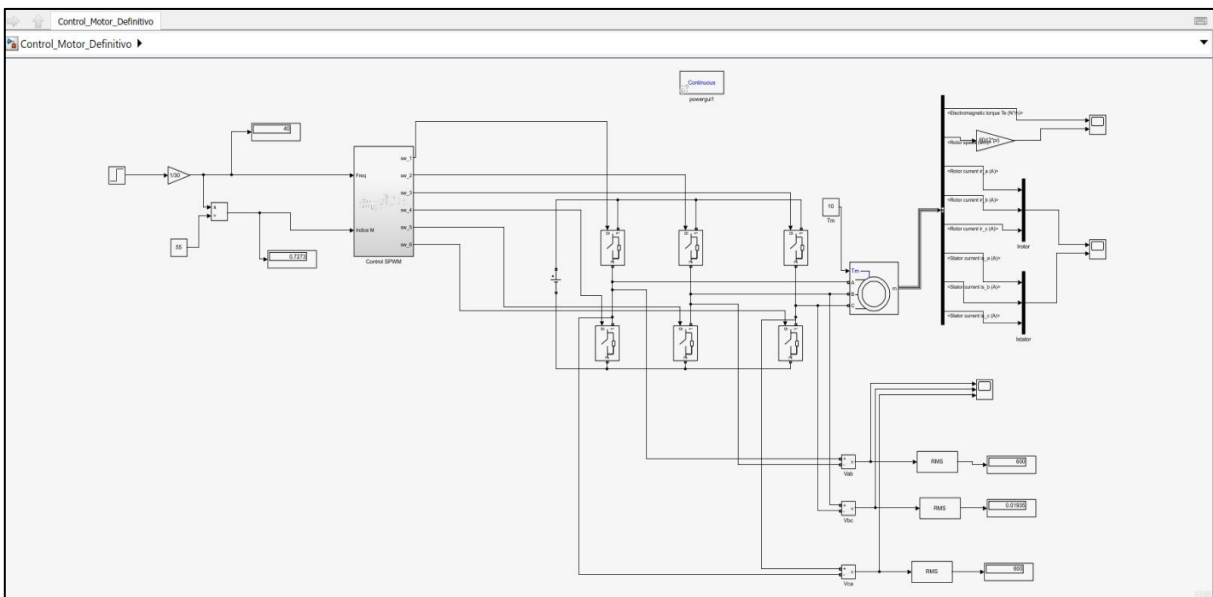 Control_Motor_Definitivo
Control_Motor_Definitivo
Continuous
powergui1
40
1/30
55
0.7273
Freq
Indice M
sw_1
sw_2
sw_3
sw_4
sw_5
sw_6
Control SPWM
10
Tm
Tm
A
B
C
m
<Electromagnetic torque Te (N*m)>
<Rotor current ir_a (A)>
<Rotor current ir_b (A)>
<Rotor current ir_c (A)>
Irotor
<Stator current is_a (A)>
<Stator current is_b (A)>
<Stator current is_c (A)>
Istator
Vab
RMS
Vbc
RMS
0.01935
Vca
RMS